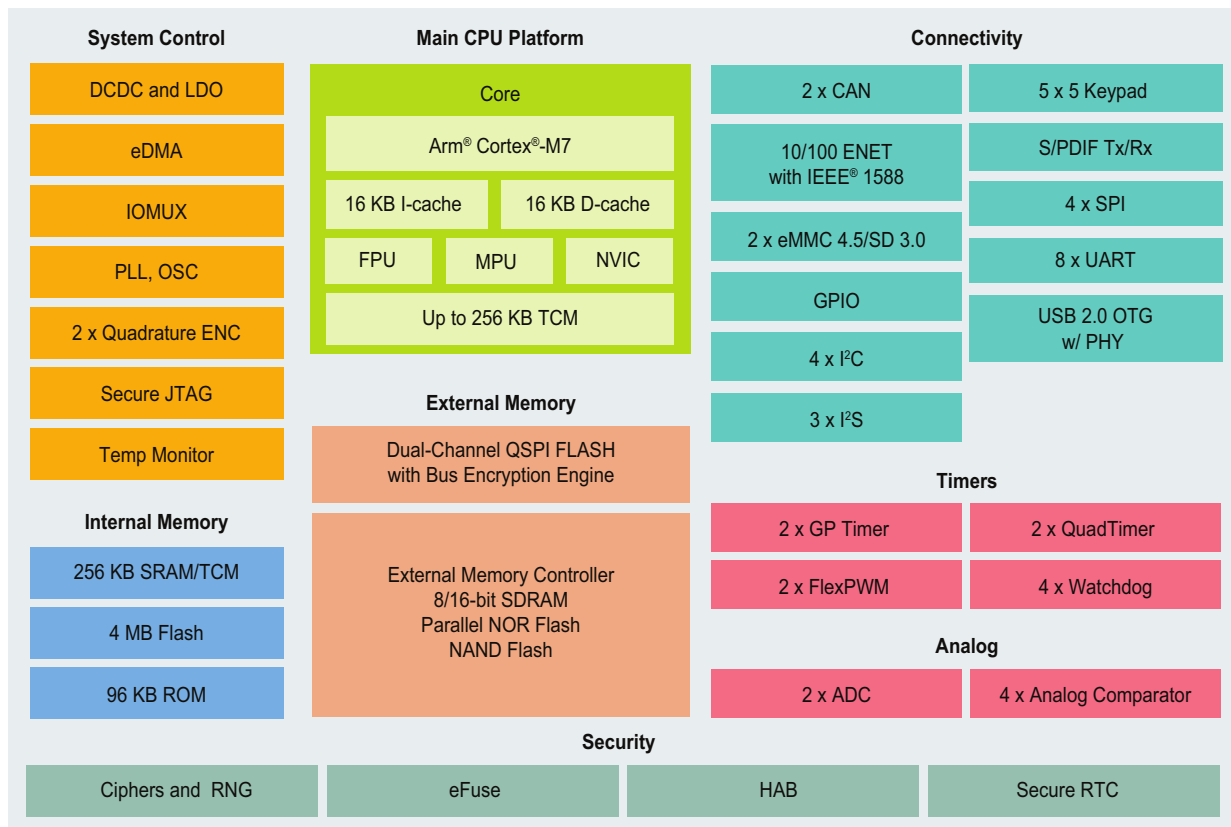 System Control
DCDC and LDO
eDMA
IOMUX
PLL, OSC
2 x Quadrature ENC
Secure JTAG
Temp Monitor
Internal Memory
256 KB SRAM/TCM
4 MB Flash
96 KB ROM
Main CPU Platform
Core
Arm® Cortex®-M7
16 KB I-cache
16 KB D-cache
FPU
MPU
NVIC
Up to 256 KB TCM
External Memory
Dual-Channel QSPI FLASH
with Bus Encryption Engine
External Memory Controller
8/16-bit SDRAM
Parallel NOR Flash
NAND Flash
Connectivity
2 x CAN
10/100 ENET
with IEEE® 1588
2 x eMMC 4.5/SD 3.0
GPIO
4 x I²C
3 x I²S
5 x 5 Keypad
S/PDIF Tx/Rx
4 x SPI
8 x UART
USB 2.0 OTG
w/ PHY
Timers
2 x GP Timer
2 x QuadTimer
2 x FlexPWM
4 x Watchdog
Analog
2 x ADC
4 x Analog Comparator
Security
Ciphers and RNG
eFuse
HAB
Secure RTC